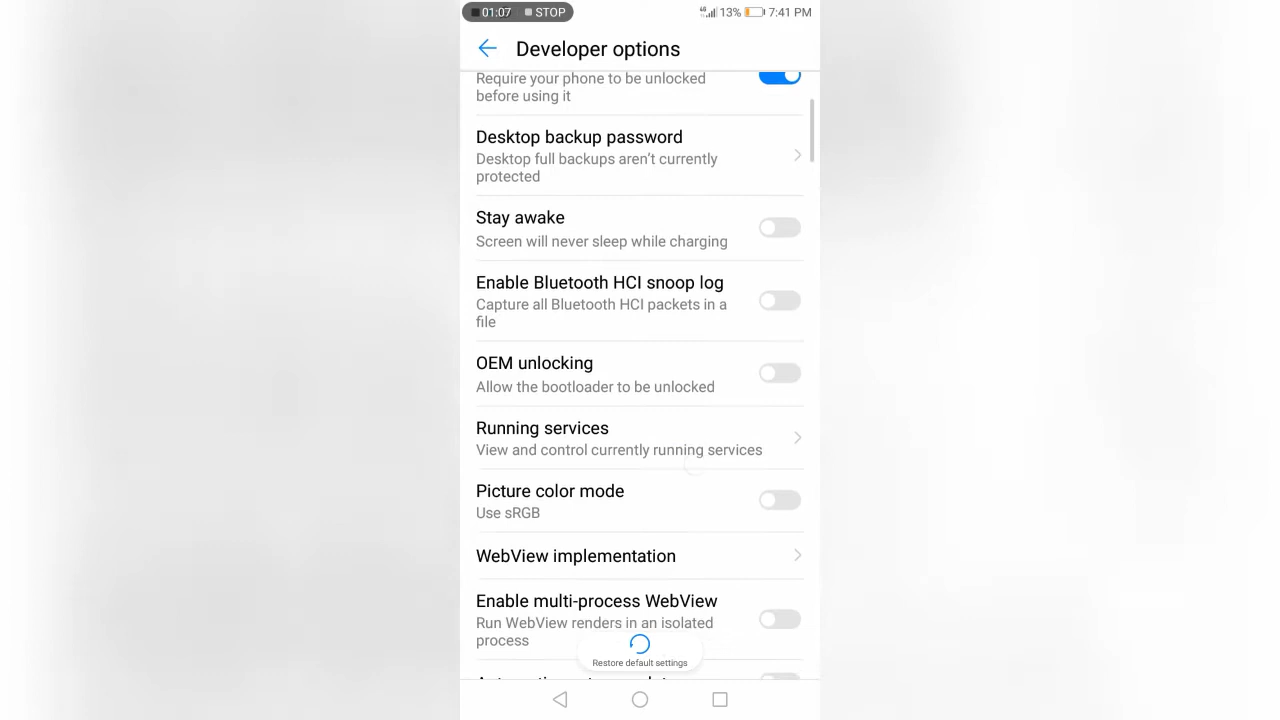 01:07 STOP 4G 13% 7:41 PM
Developer options
Require your phone to be unlocked
before using it
Desktop backup password
Desktop full backups aren't currently
protected
Stay awake
Screen will never sleep while charging
Enable Bluetooth HCI snoop log
Capture all Bluetooth HCI packets in a
file
OEM unlocking
Allow the bootloader to be unlocked
Running services
View and control currently running services
Picture color mode
Use sRGB
WebView implementation
Enable multi-process WebView
Run WebView renders in an isolated
process
Restore default settings